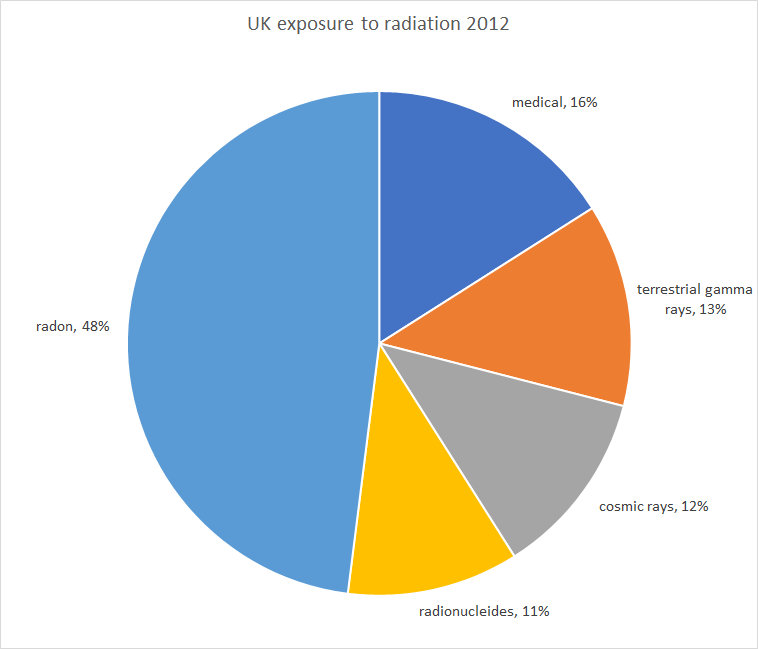 UK exposure to radiation 2012
medical, 16%
terrestrial gamma
rays, 13%
radon, 48%
cosmic rays, 12%
radionucleides, 11%